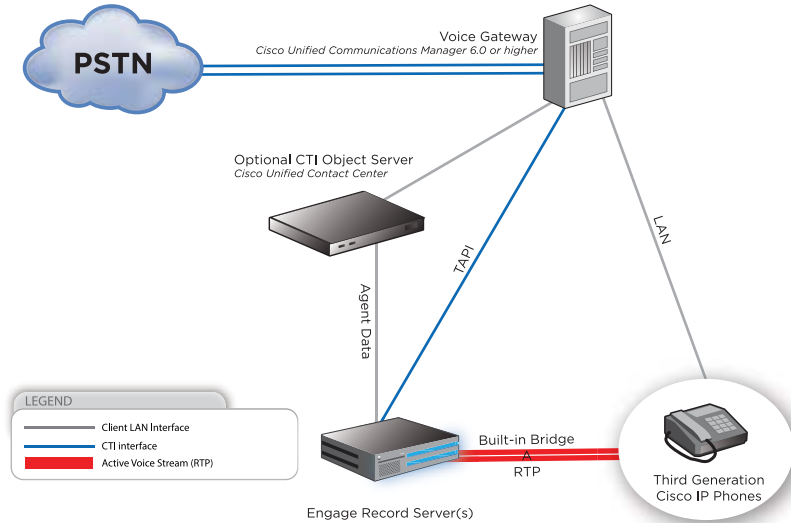 PSTN
Voice Gateway
Cisco Unified Communications Manager 6.0 or higher
Optional CTI Object Server
Cisco Unified Contact Center
LAN
TAPI
Agent Data
LEGEND
Client LAN Interface
CTI interface
Active Voice Stream (RTP)
Built-in Bridge
RTP
Third Generation
Cisco IP Phones
Engage Record Server(s)